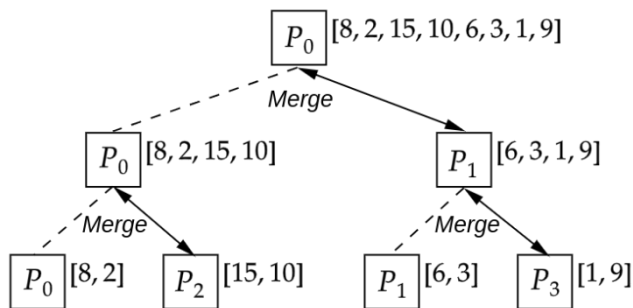 P₀ [8, 2, 15, 10, 6, 3, 1, 9]
Merge
P₀ [8, 2, 15, 10]
P₁ [6, 3, 1, 9]
Merge
Merge
P₀ [8, 2]
P₂ [15, 10]
P₁ [6, 3]
P₃ [1, 9]